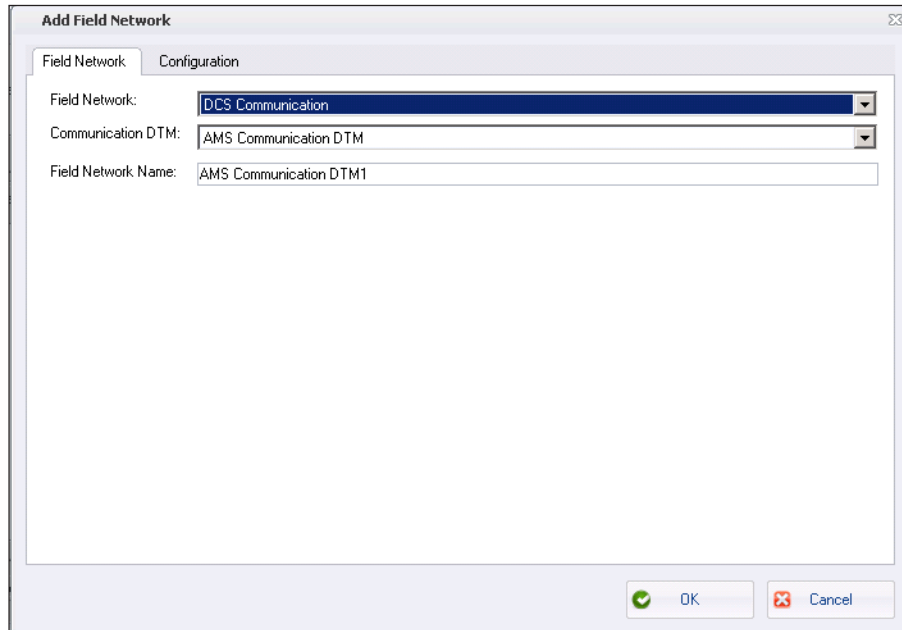 Add Field Network
Field Network Configuration
Field Network: DCS Communication
Communication DTM: AMS Communication DTM
Field Network Name: AMS Communication DTM1
OK Cancel